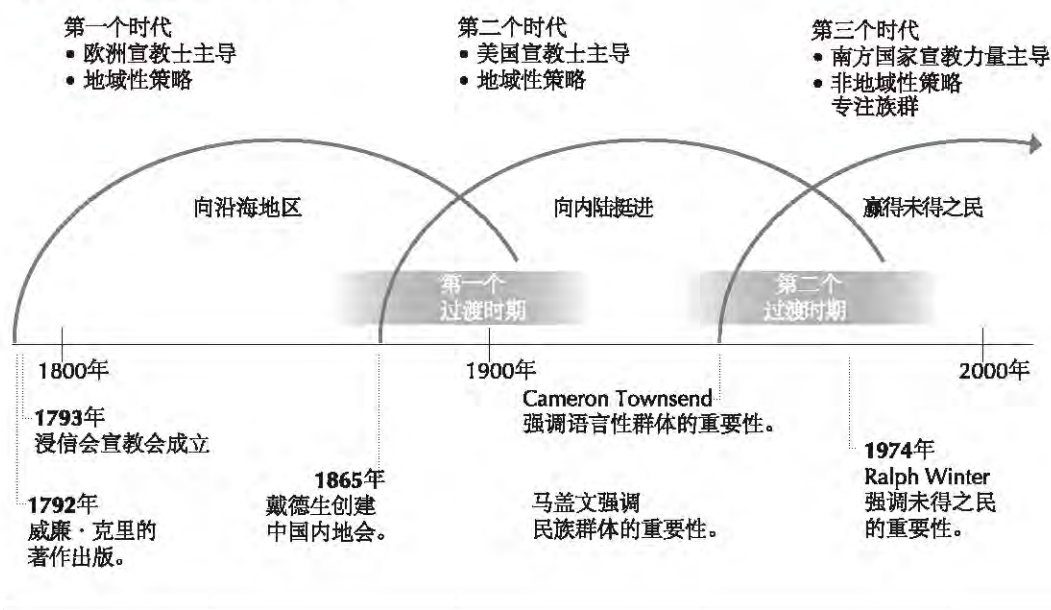 第一个时代
• 欧洲宣教士主导
• 地域性策略
第二个时代
• 美国宣教士主导
• 地域性策略
第三个时代
• 南方国家宣教力量主导
• 非地域性策略
专注族群
向沿海地区
向内陆挺进
赢得未得之民
第一个
过渡时期
第二个
过渡时期
1800年
1900年
2000年
1793年
浸信会宣教会成立
1792年
威廉·克里的
著作出版。
1865年
戴德生创建
中国内地会。
Cameron Townsend
强调语言性群体的重要性。
马盖文强调
民族群体的重要性。
1974年
Ralph Winter
强调未得之民
的重要性。